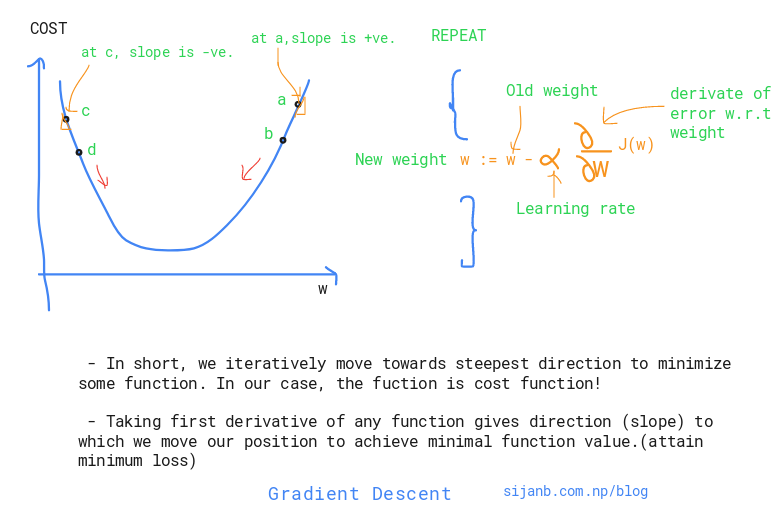 COST
at c, slope is -ve.
at a,slope is +ve.
REPEAT
c
a
d
b
w
Old weight
derivate of
error w.r.t
weight
New weight w := w - α ∂/∂W J(w)
Learning rate
- In short, we iteratively move towards steepest direction to minimize
some function. In our case, the fuction is cost function!
- Taking first derivative of any function gives direction (slope) to
which we move our position to achieve minimal function value.(attain
minimum loss)
Gradient Descent
sijanb.com.np/blog